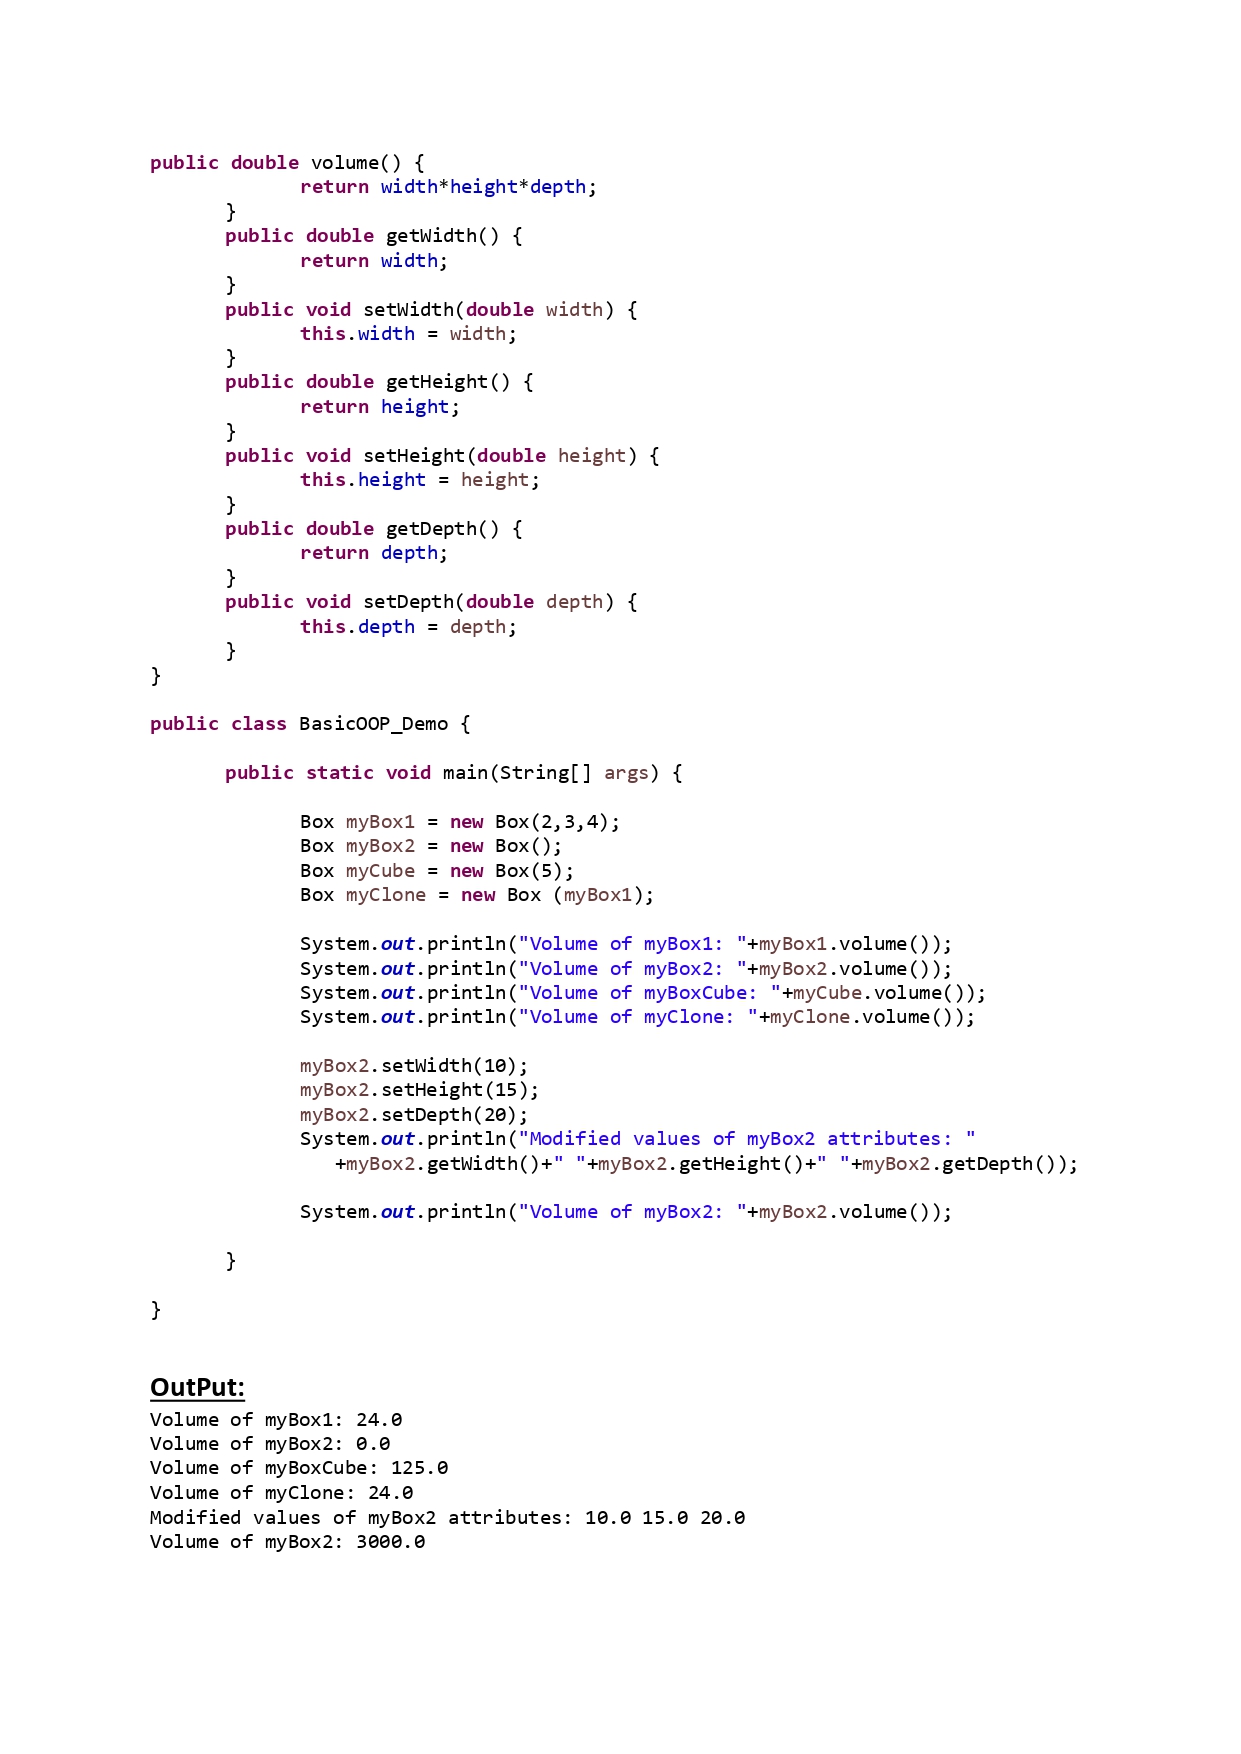 public double volume() {
return width*height*depth;
}
public double getWidth() {
return width;
}
public void setWidth(double width) {
this.width = width;
}
public double getHeight() {
return height;
}
public void setHeight(double height) {
this.height = height;
}
public double getDepth() {
return depth;
}
public void setDepth(double depth) {
this.depth = depth;
}
}
public class BasicOOP_Demo {
public static void main(String[] args) {
Box myBox1 = new Box(2,3,4);
Box myBox2 = new Box();
Box myCube = new Box(5);
Box myClone = new Box (myBox1);
System.out.println("Volume of myBox1: "+myBox1.volume());
System.out.println("Volume of myBox2: "+myBox2.volume());
System.out.println("Volume of myBoxCube: "+myCube.volume());
System.out.println("Volume of myClone: "+myClone.volume());
myBox2.setWidth(10);
myBox2.setHeight(15);
myBox2.setDepth(20);
System.out.println("Modified values of myBox2 attributes: "
+myBox2.getWidth()+" "+myBox2.getHeight()+" "+myBox2.getDepth());
System.out.println("Volume of myBox2: "+myBox2.volume());
}
}
OutPut:
Volume of myBox1: 24.0
Volume of myBox2: 0.0
Volume of myBoxCube: 125.0
Volume of myClone: 24.0
Modified values of myBox2 attributes: 10.0 15.0 20.0
Volume of myBox2: 3000.0